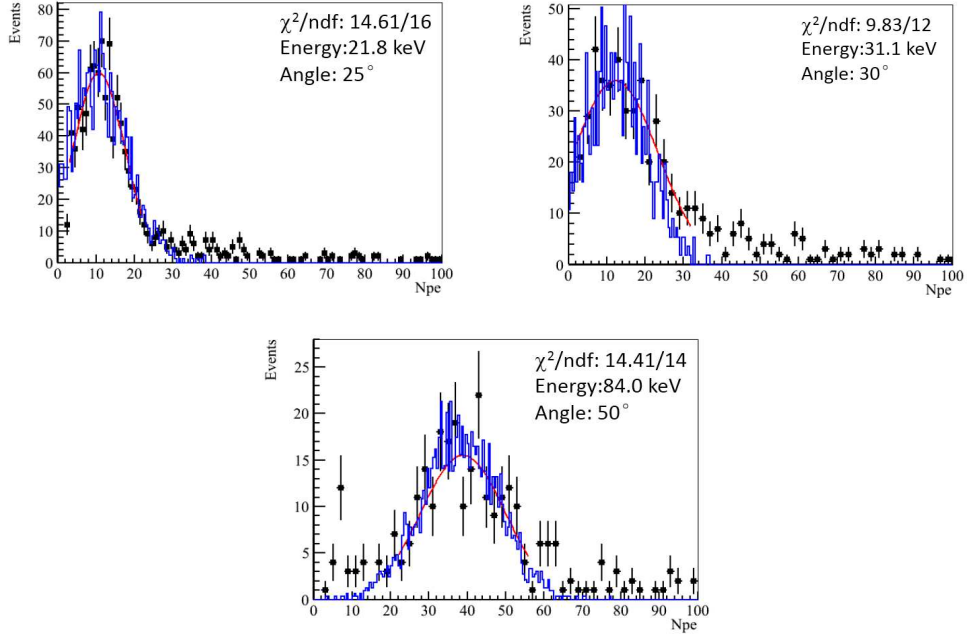 Events
χ²/ndf: 14.61/16
Energy:21.8 keV
Angle: 25°
80
70
60
50
40
30
20
10
0
0 10 20 30 40 50 60 70 80 90 100
Npe
Events
χ²/ndf: 9.83/12
Energy:31.1 keV
Angle: 30°
50
40
30
20
10
0
0 10 20 30 40 50 60 70 80 90 100
Npe
Events
χ²/ndf: 14.41/14
Energy:84.0 keV
Angle: 50°
25
20
15
10
5
0
0 10 20 30 40 50 60 70 80 90 100
Npe